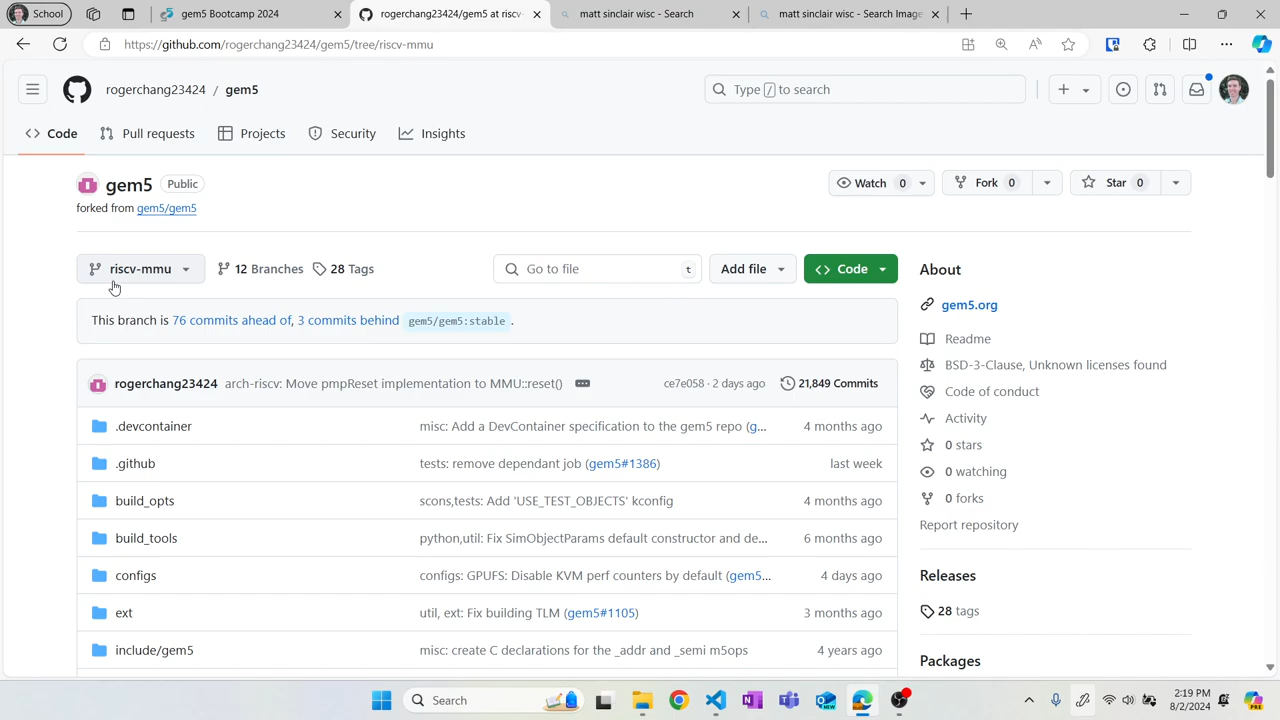 School
gem5 Bootcamp 2024
rogerchang23424/gem5 at riscv-
matt sinclair wisc - Search
matt sinclair wisc - Search Image
https://github.com/rogerchang23424/gem5/tree/riscv-mmu
rogerchang23424 / gem5
Type / to search
Code
Pull requests
Projects
Security
Insights
gem5 Public
Watch 0
Fork 0
Star 0
forked from gem5/gem5
riscv-mmu
12 Branches
28 Tags
Go to file t
Add file
Code
This branch is 76 commits ahead of, 3 commits behind gem5/gem5:stable .
rogerchang23424 arch-riscv: Move pmpReset implementation to MMU::reset() ce7e058 · 2 days ago 21,849 Commits
.devcontainer misc: Add a DevContainer specification to the gem5 repo (g... 4 months ago
.github tests: remove dependant job (gem5#1386) last week
build_opts scons,tests: Add 'USE_TEST_OBJECTS' kconfig 4 months ago
build_tools python,util: Fix SimObjectParams default constructor and de... 6 months ago
configs configs: GPUFS: Disable KVM perf counters by default (gem5... 4 days ago
ext util, ext: Fix building TLM (gem5#1105) 3 months ago
include/gem5 misc: create C declarations for the _addr and _semi m5ops 4 years ago
About
gem5.org
Readme
BSD-3-Clause, Unknown licenses found
Code of conduct
Activity
0 stars
0 watching
0 forks
Report repository
Releases
28 tags
Packages
Search
2:19 PM
8/2/2024